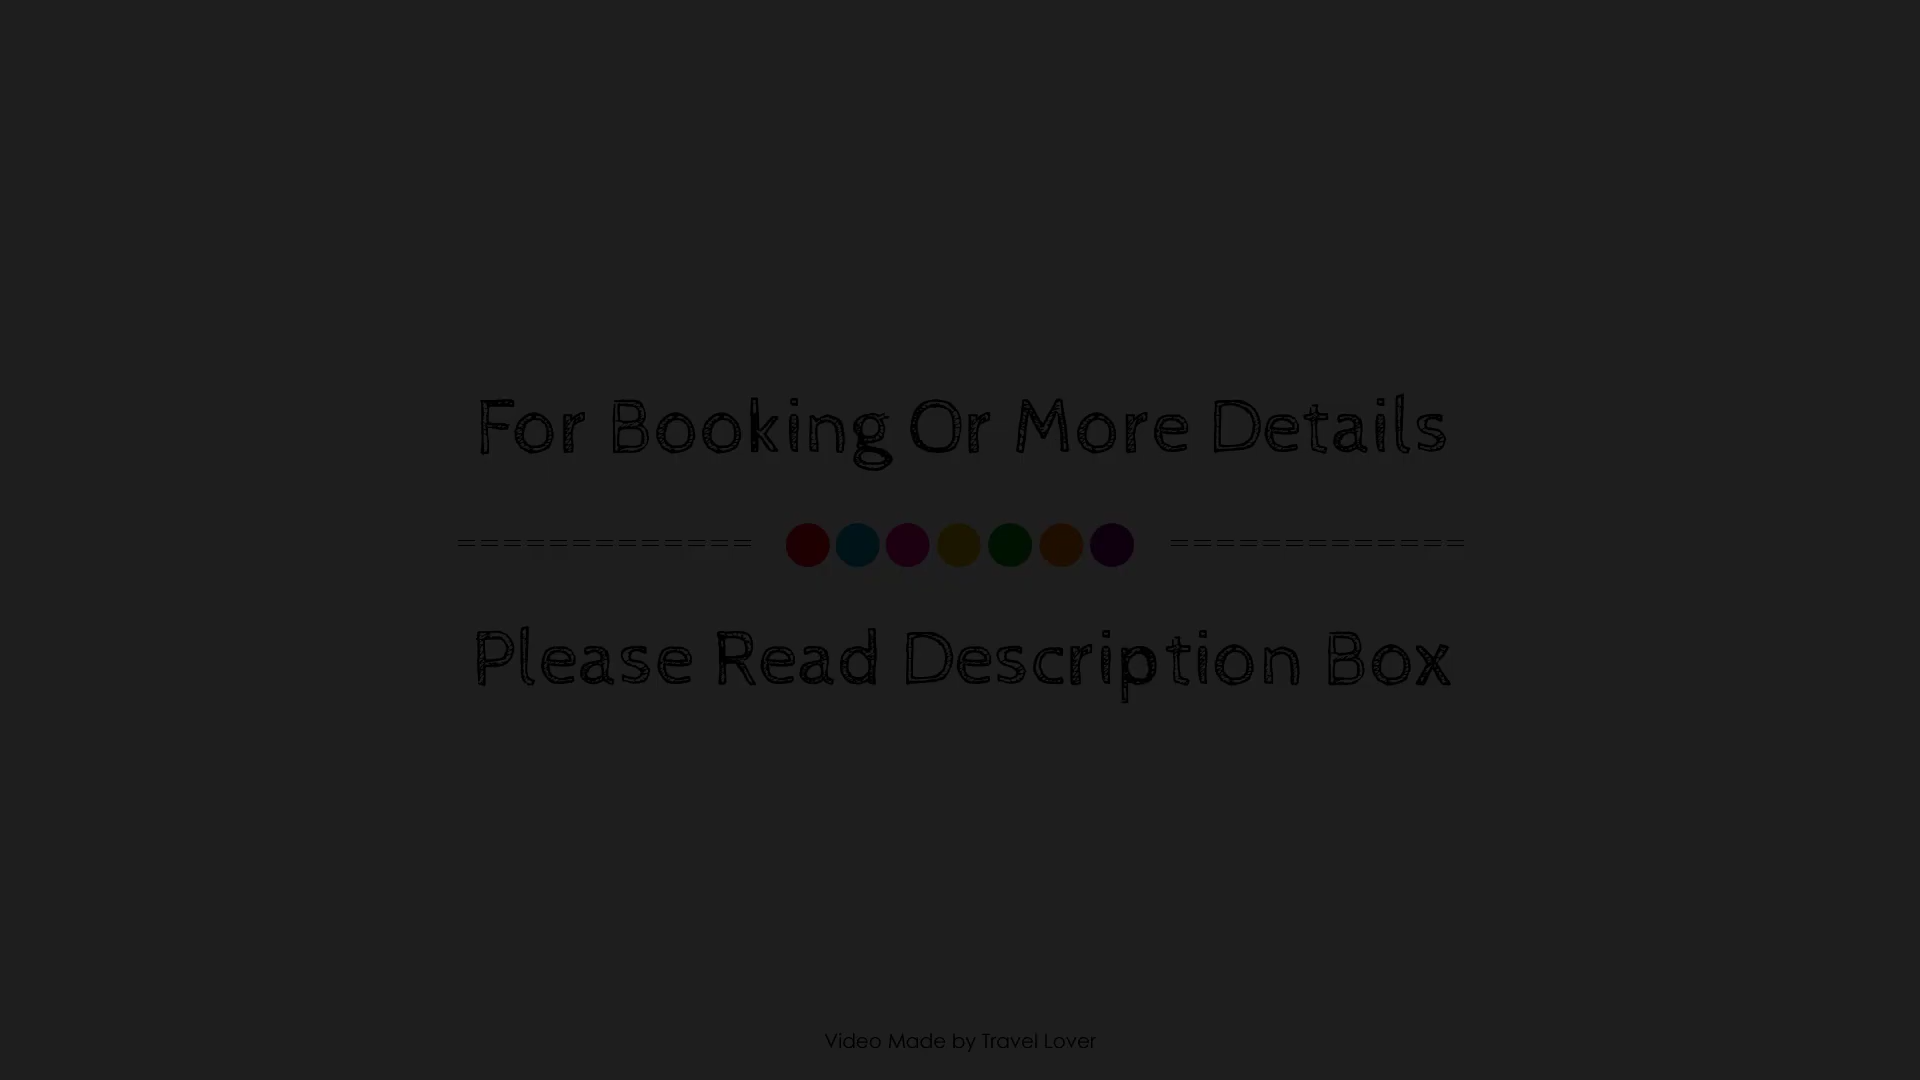 For Booking Or More Details
============= =============
Please Read Description Box
Video Made by Travel Lover